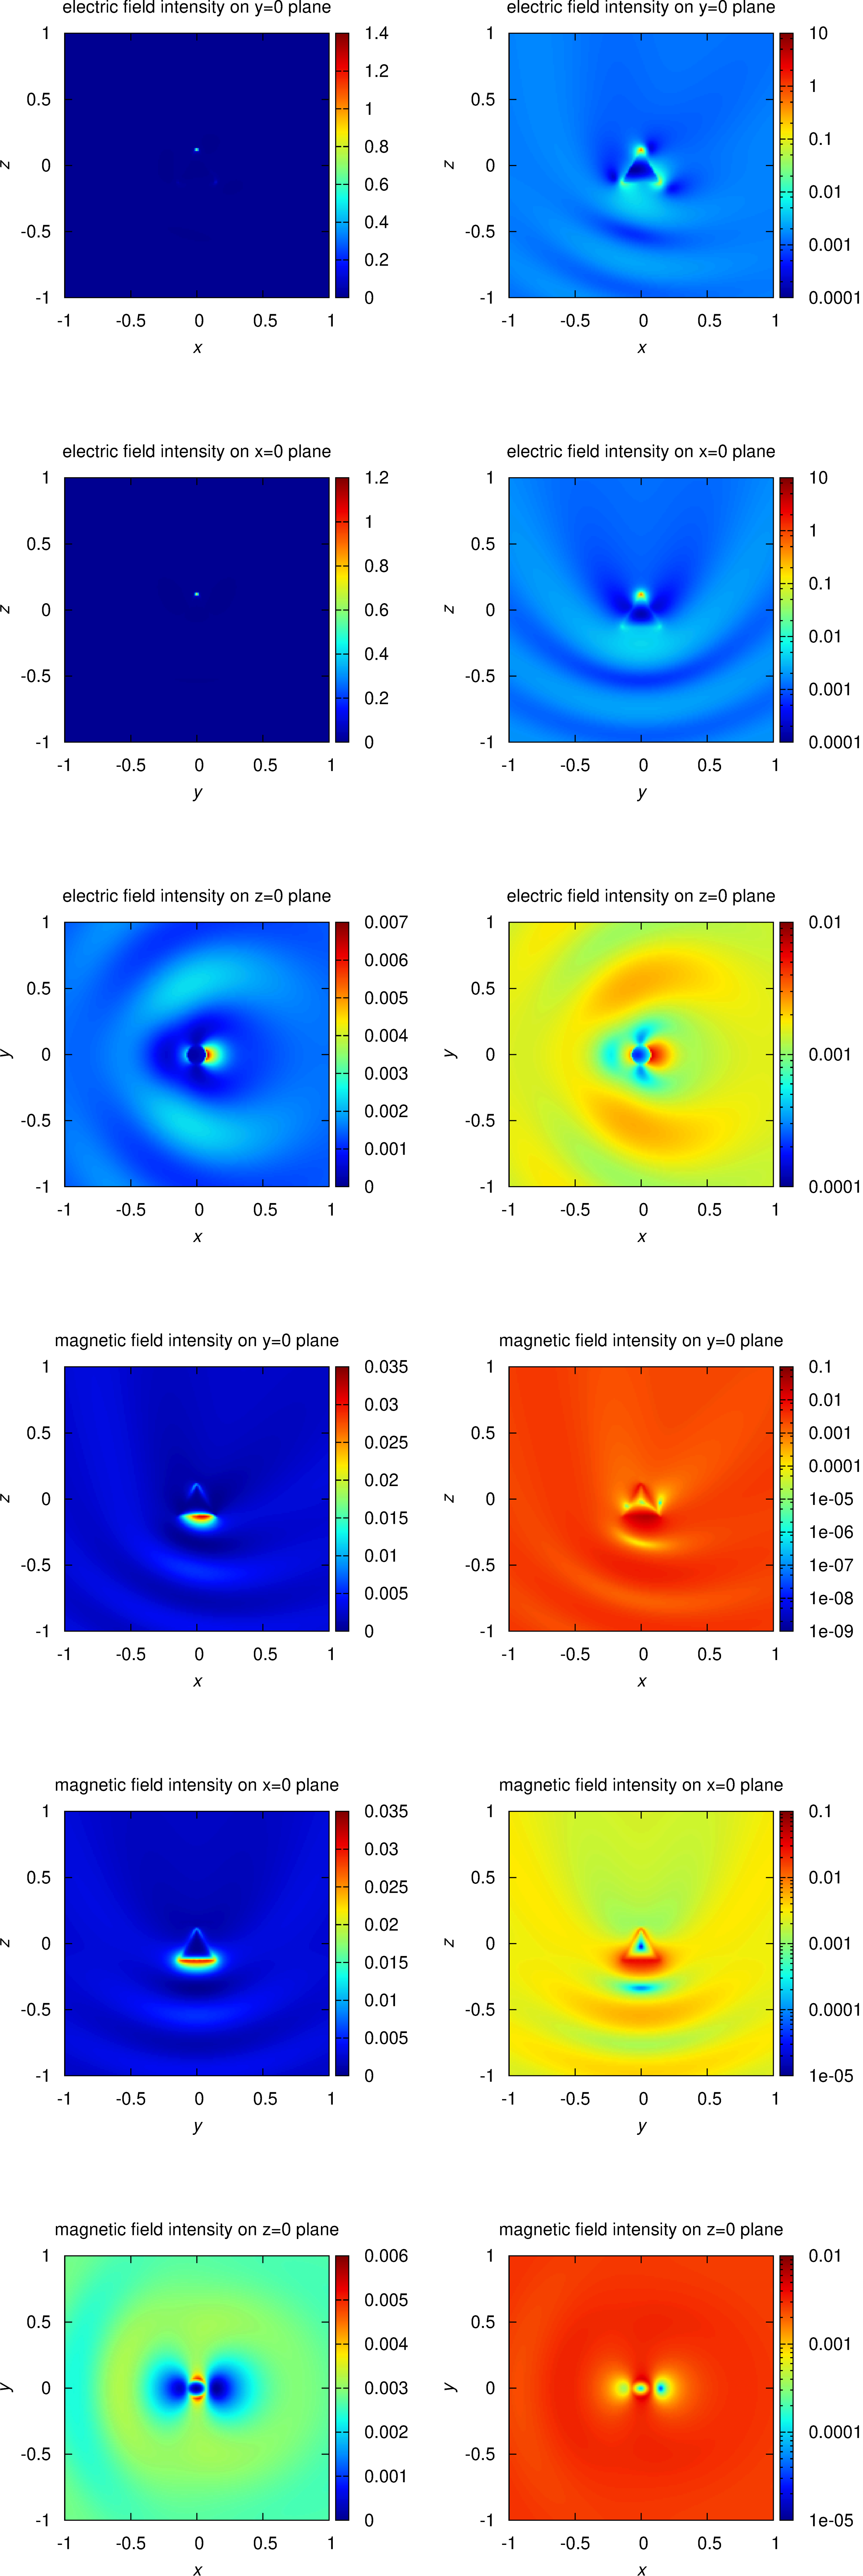 electric field intensity on y=0 plane
1
0.5
0
-0.5
-1
-1 -0.5 0 0.5 1
z
x
1.4
1.2
1
0.8
0.6
0.4
0.2
0
electric field intensity on y=0 plane
1
0.5
0
-0.5
-1
-1 -0.5 0 0.5 1
z
x
10
1
0.1
0.01
0.001
0.0001
electric field intensity on x=0 plane
1
0.5
0
-0.5
-1
-1 -0.5 0 0.5 1
z
y
1.2
1
0.8
0.6
0.4
0.2
0
electric field intensity on x=0 plane
1
0.5
0
-0.5
-1
-1 -0.5 0 0.5 1
z
y
10
1
0.1
0.01
0.001
0.0001
electric field intensity on z=0 plane
1
0.5
0
-0.5
-1
-1 -0.5 0 0.5 1
y
x
0.007
0.006
0.005
0.004
0.003
0.002
0.001
0
electric field intensity on z=0 plane
1
0.5
0
-0.5
-1
-1 -0.5 0 0.5 1
y
x
0.01
0.001
0.0001
magnetic field intensity on y=0 plane
1
0.5
0
-0.5
-1
-1 -0.5 0 0.5 1
z
x
0.035
0.03
0.025
0.02
0.015
0.01
0.005
0
magnetic field intensity on y=0 plane
1
0.5
0
-0.5
-1
-1 -0.5 0 0.5 1
z
x
0.1
0.01
0.001
0.0001
1e-05
1e-06
1e-07
1e-08
1e-09
magnetic field intensity on x=0 plane
1
0.5
0
-0.5
-1
-1 -0.5 0 0.5 1
z
y
0.035
0.03
0.025
0.02
0.015
0.01
0.005
0
magnetic field intensity on x=0 plane
1
0.5
0
-0.5
-1
-1 -0.5 0 0.5 1
z
y
0.1
0.01
0.001
0.0001
1e-05
magnetic field intensity on z=0 plane
1
0.5
0
-0.5
-1
-1 -0.5 0 0.5 1
y
x
0.006
0.005
0.004
0.003
0.002
0.001
0
magnetic field intensity on z=0 plane
1
0.5
0
-0.5
-1
-1 -0.5 0 0.5 1
y
x
0.01
0.001
0.0001
1e-05